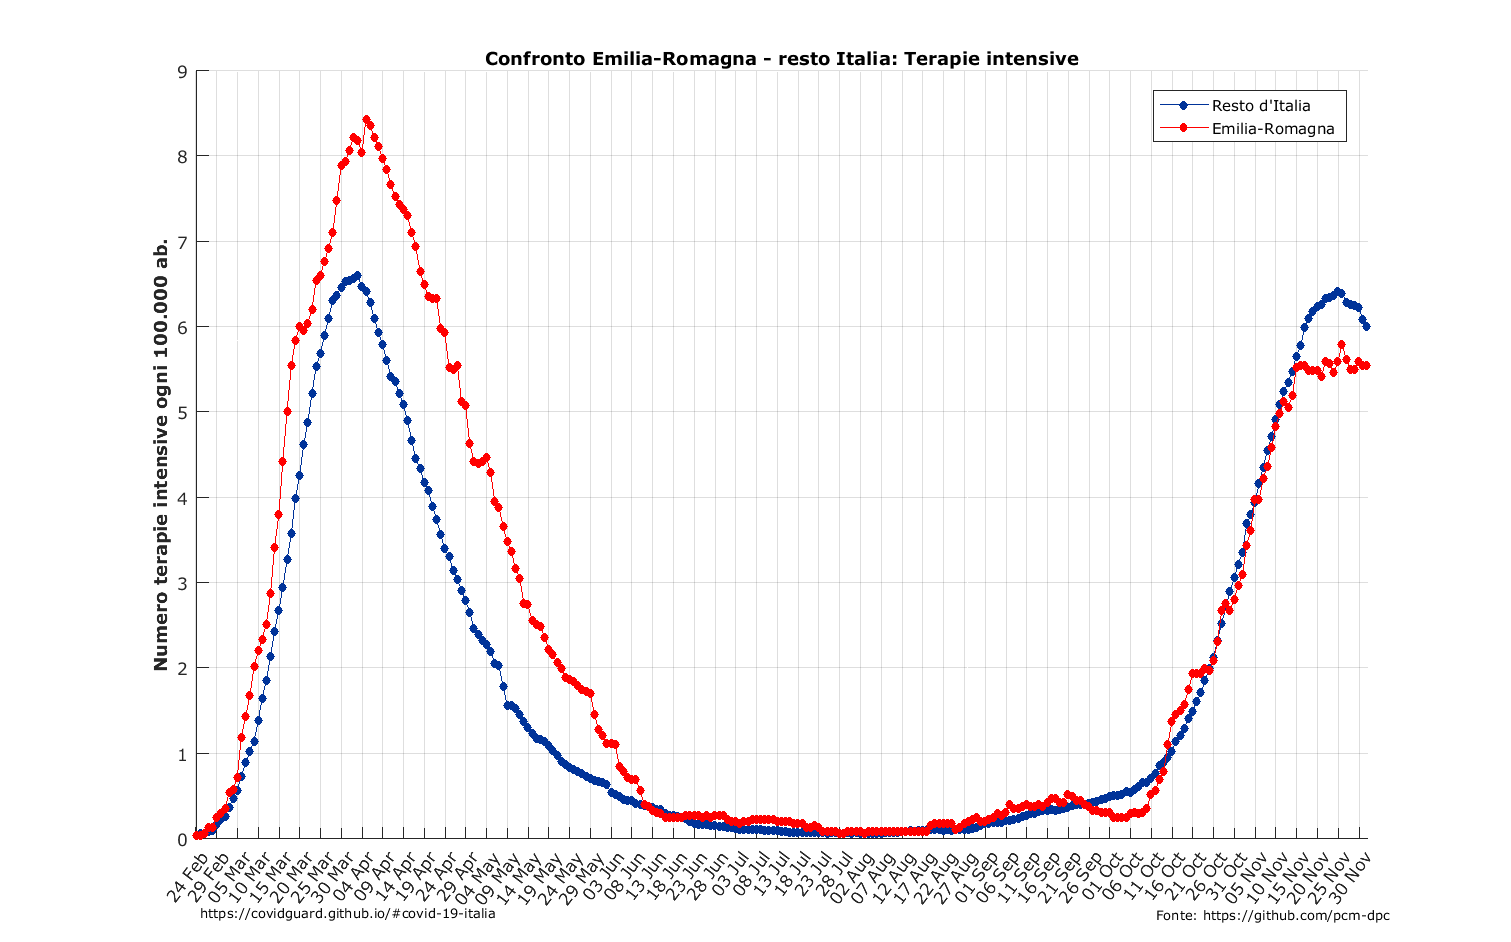 Confronto Emilia-Romagna - resto Italia: Terapie intensive
Resto d'Italia
Emilia-Romagna
Numero terapie intensive ogni 100.000 ab.
9
8
7
6
5
4
3
2
1
0
24 Feb
29 Feb
05 Mar
10 Mar
15 Mar
20 Mar
25 Mar
30 Mar
04 Apr
09 Apr
14 Apr
19 Apr
24 Apr
29 Apr
04 May
09 May
14 May
19 May
24 May
29 May
03 Jun
08 Jun
13 Jun
18 Jun
23 Jun
28 Jun
03 Jul
08 Jul
13 Jul
18 Jul
23 Jul
28 Jul
02 Aug
07 Aug
12 Aug
17 Aug
22 Aug
27 Aug
01 Sep
06 Sep
11 Sep
16 Sep
21 Sep
26 Sep
01 Oct
06 Oct
11 Oct
16 Oct
21 Oct
26 Oct
31 Oct
05 Nov
10 Nov
15 Nov
20 Nov
25 Nov
30 Nov
https://covidguard.github.io/#covid-19-italia
Fonte: https://github.com/pcm-dpc